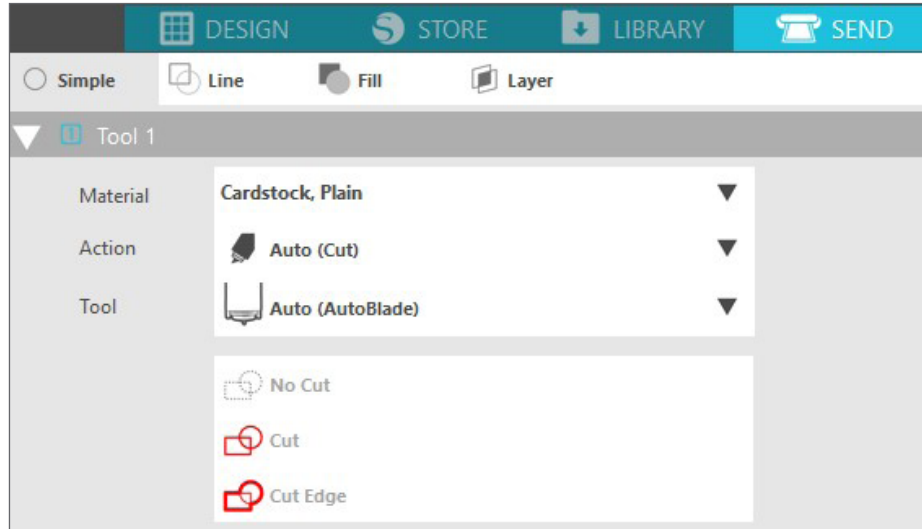 DESIGN STORE LIBRARY SEND
Simple Line Fill Layer
1 Tool 1
Material Cardstock, Plain
Action Auto (Cut)
Tool Auto (AutoBlade)
No Cut
Cut
Cut Edge